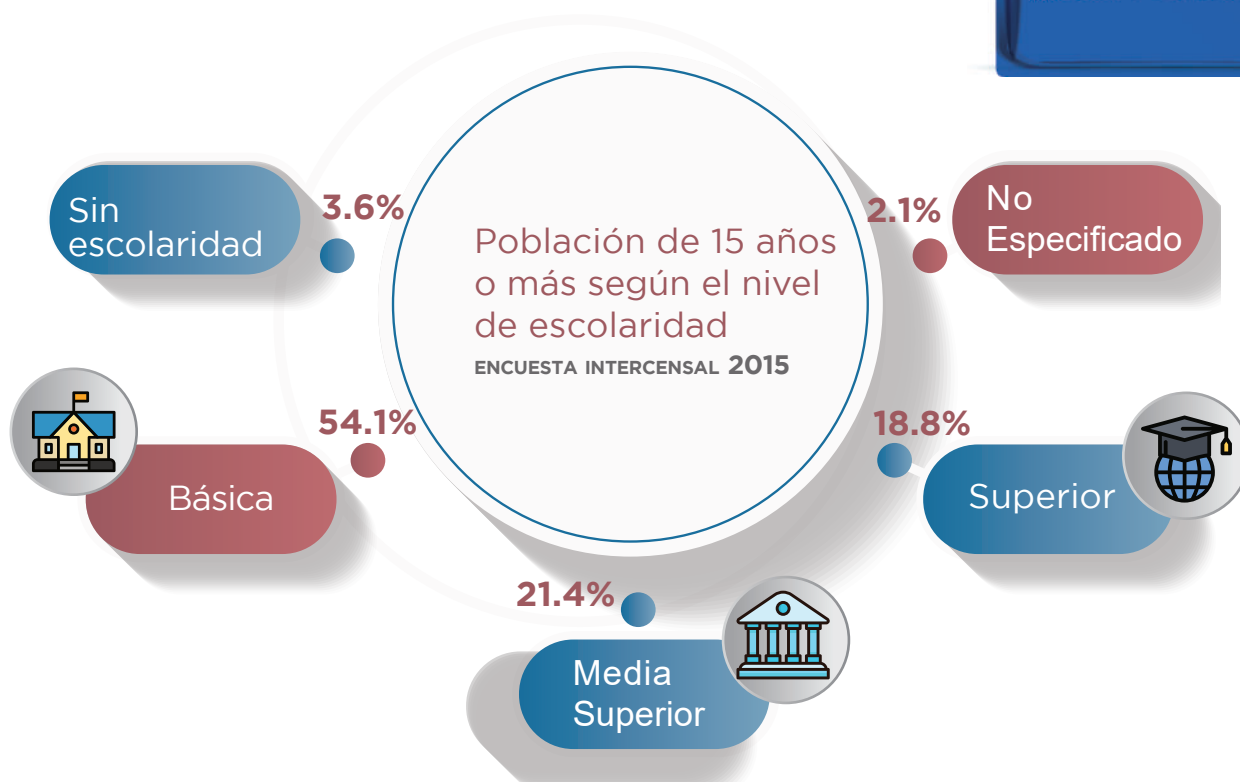 Sin
escolaridad
3.6%
Población de 15 años
o más según el nivel
de escolaridad
ENCUESTA INTERCENSAL 2015
2.1%
No
Especificado
54.1%
Básica
18.8%
Superior
21.4%
Media
Superior